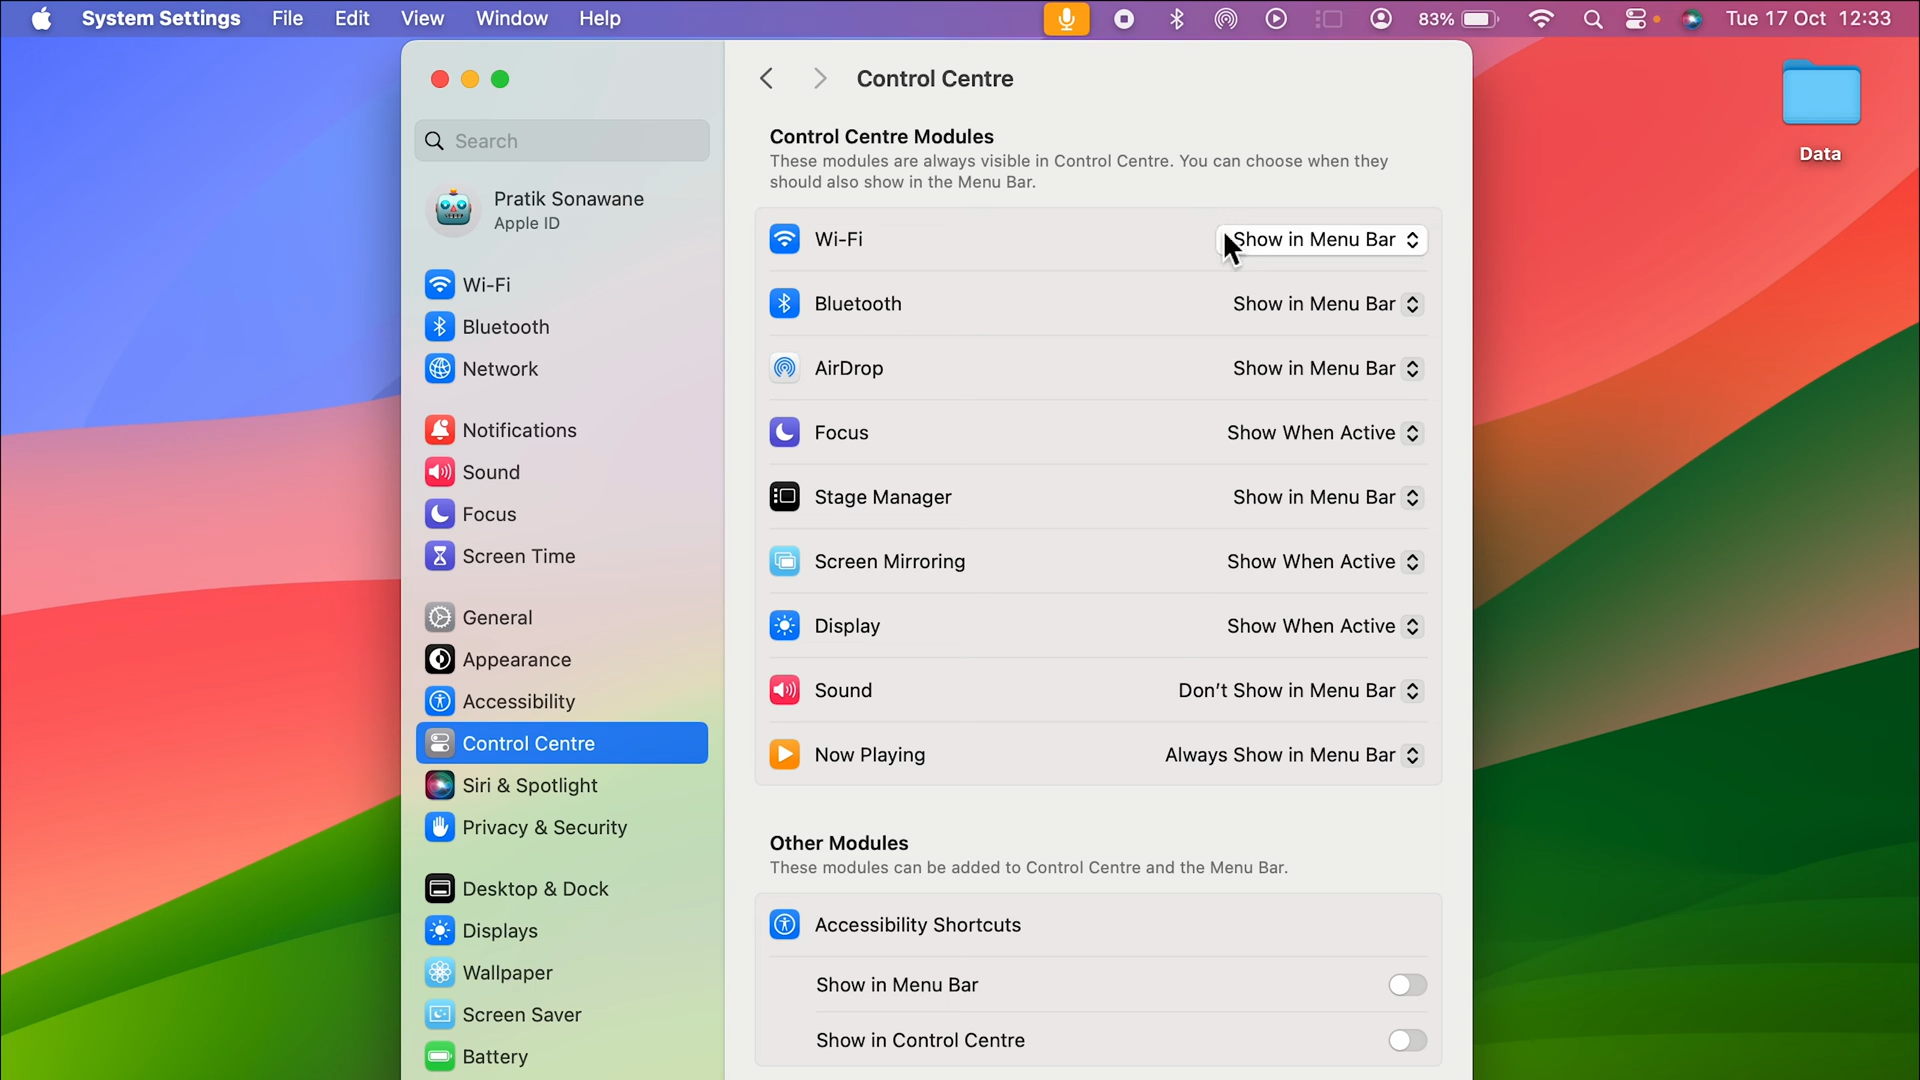 System Settings File Edit View Window Help 83% Tue 17 Oct 12:33
Data
Search
Pratik Sonawane
Apple ID
Wi-Fi
Bluetooth
Network
Notifications
Sound
Focus
Screen Time
General
Appearance
Accessibility
Control Centre
Siri & Spotlight
Privacy & Security
Desktop & Dock
Displays
Wallpaper
Screen Saver
Battery
Control Centre
Control Centre Modules
These modules are always visible in Control Centre. You can choose when they
should also show in the Menu Bar.
Wi-Fi Show in Menu Bar
Bluetooth Show in Menu Bar
AirDrop Show in Menu Bar
Focus Show When Active
Stage Manager Show in Menu Bar
Screen Mirroring Show When Active
Display Show When Active
Sound Don't Show in Menu Bar
Now Playing Always Show in Menu Bar
Other Modules
These modules can be added to Control Centre and the Menu Bar.
Accessibility Shortcuts
Show in Menu Bar
Show in Control Centre